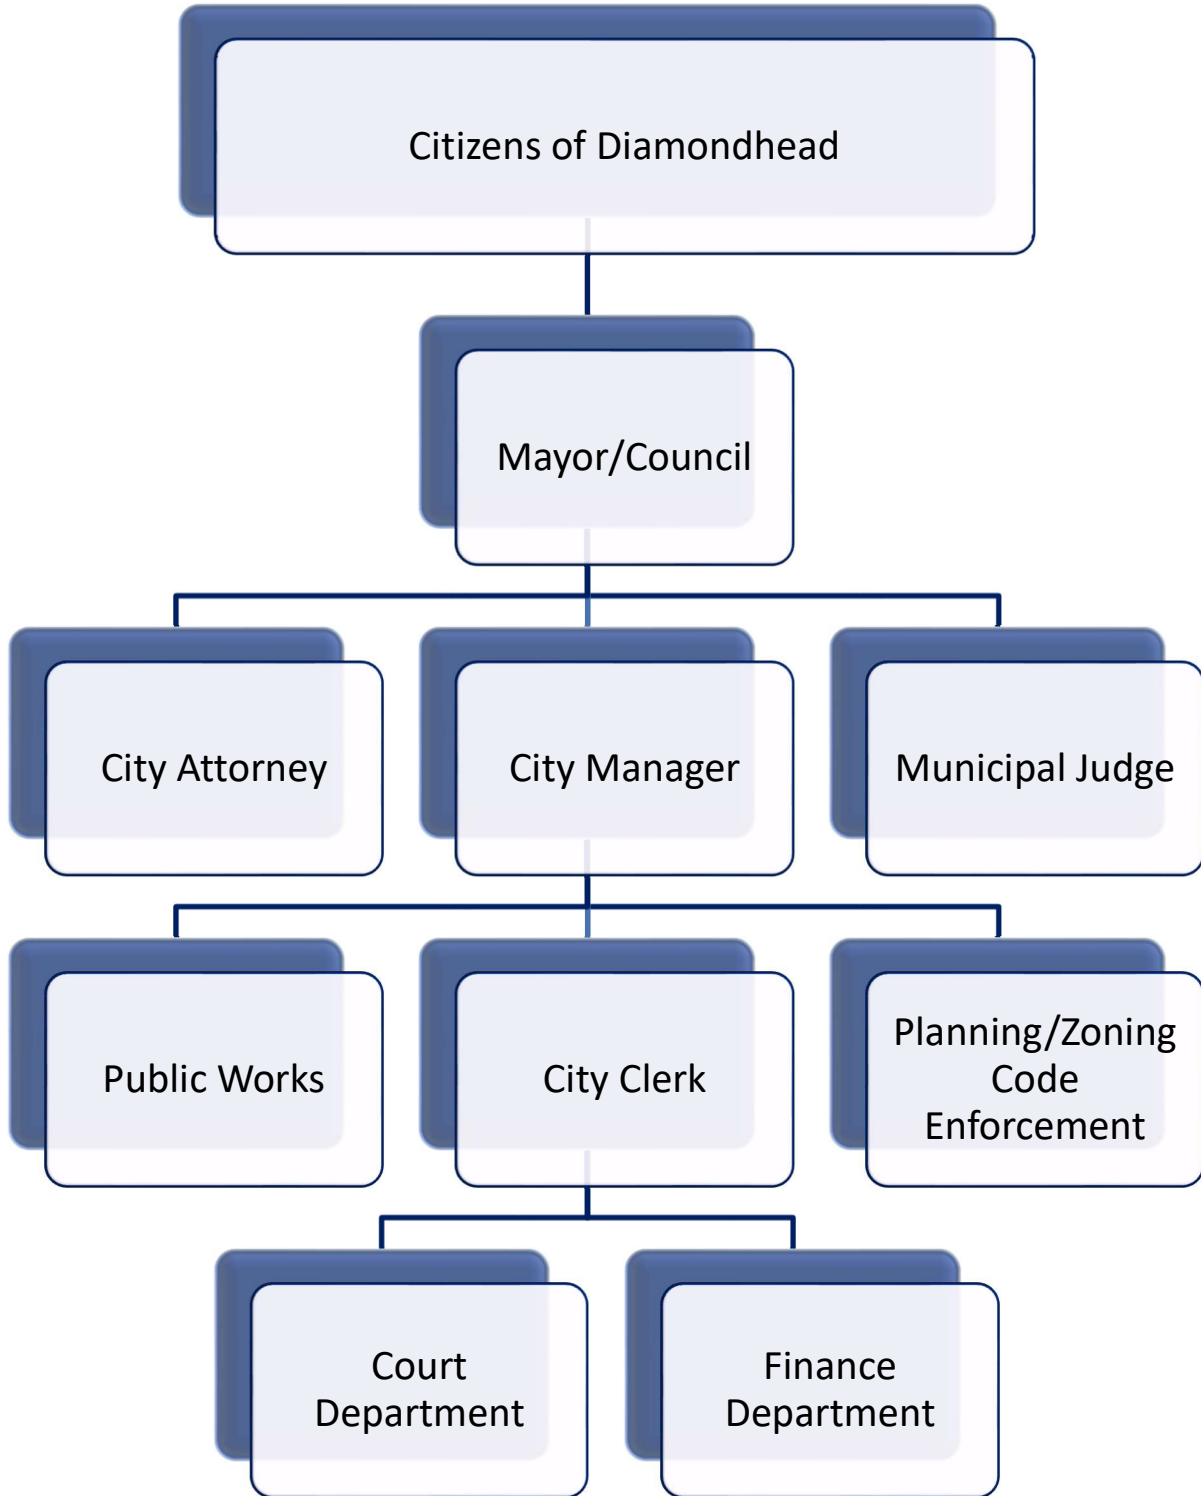 Citizens of Diamondhead
Mayor/Council
City Attorney
City Manager
Municipal Judge
Public Works
City Clerk
Planning/Zoning
Code
Enforcement
Court
Department
Finance
Department